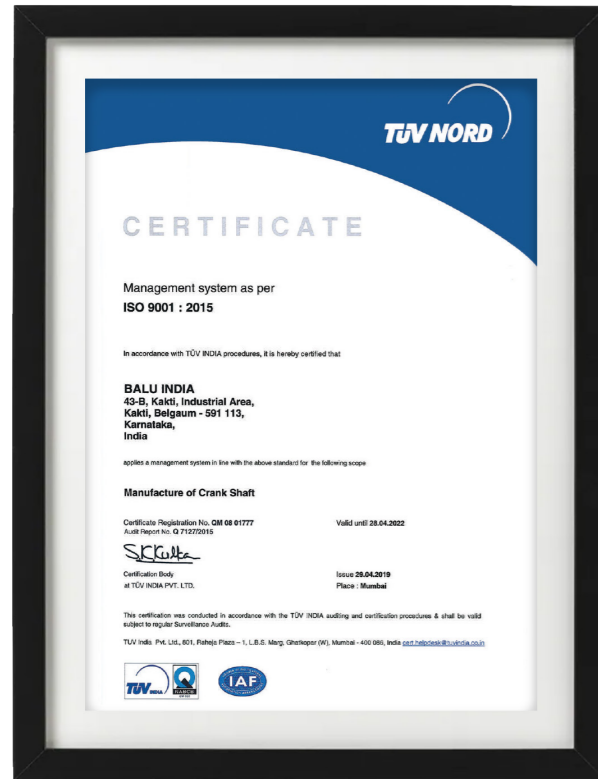 TÜV NORD
CERTIFICATE
Management system as per
ISO 9001 : 2015
In accordance with TÜV INDIA procedures, it is hereby certified that
BALU INDIA
43-B, Kakti, Industrial Area,
Kakti, Belgaum - 591 113,
Karnataka,
India
applies a management system in line with the above standard for the following scope
Manufacture of Crank Shaft
Certificate Registration No. QM 08 01777
Valid until 28.04.2022
Audit Report No. Q 7127/2015
Certification Body
at TÜV INDIA PVT. LTD.
Issue 29.04.2019
Place : Mumbai
This certification was conducted in accordance with the TÜV INDIA auditing and certification procedures & shall be valid
subject to regular Surveillance Audits.
TUV India Pvt. Ltd., 801, Raheja Plaza – 1, L.B.S. Marg, Ghatkopar (W), Mumbai - 400 086, India cert.helpdesk@tuvindia.co.in
TÜV INDIA
NABCB
IAF